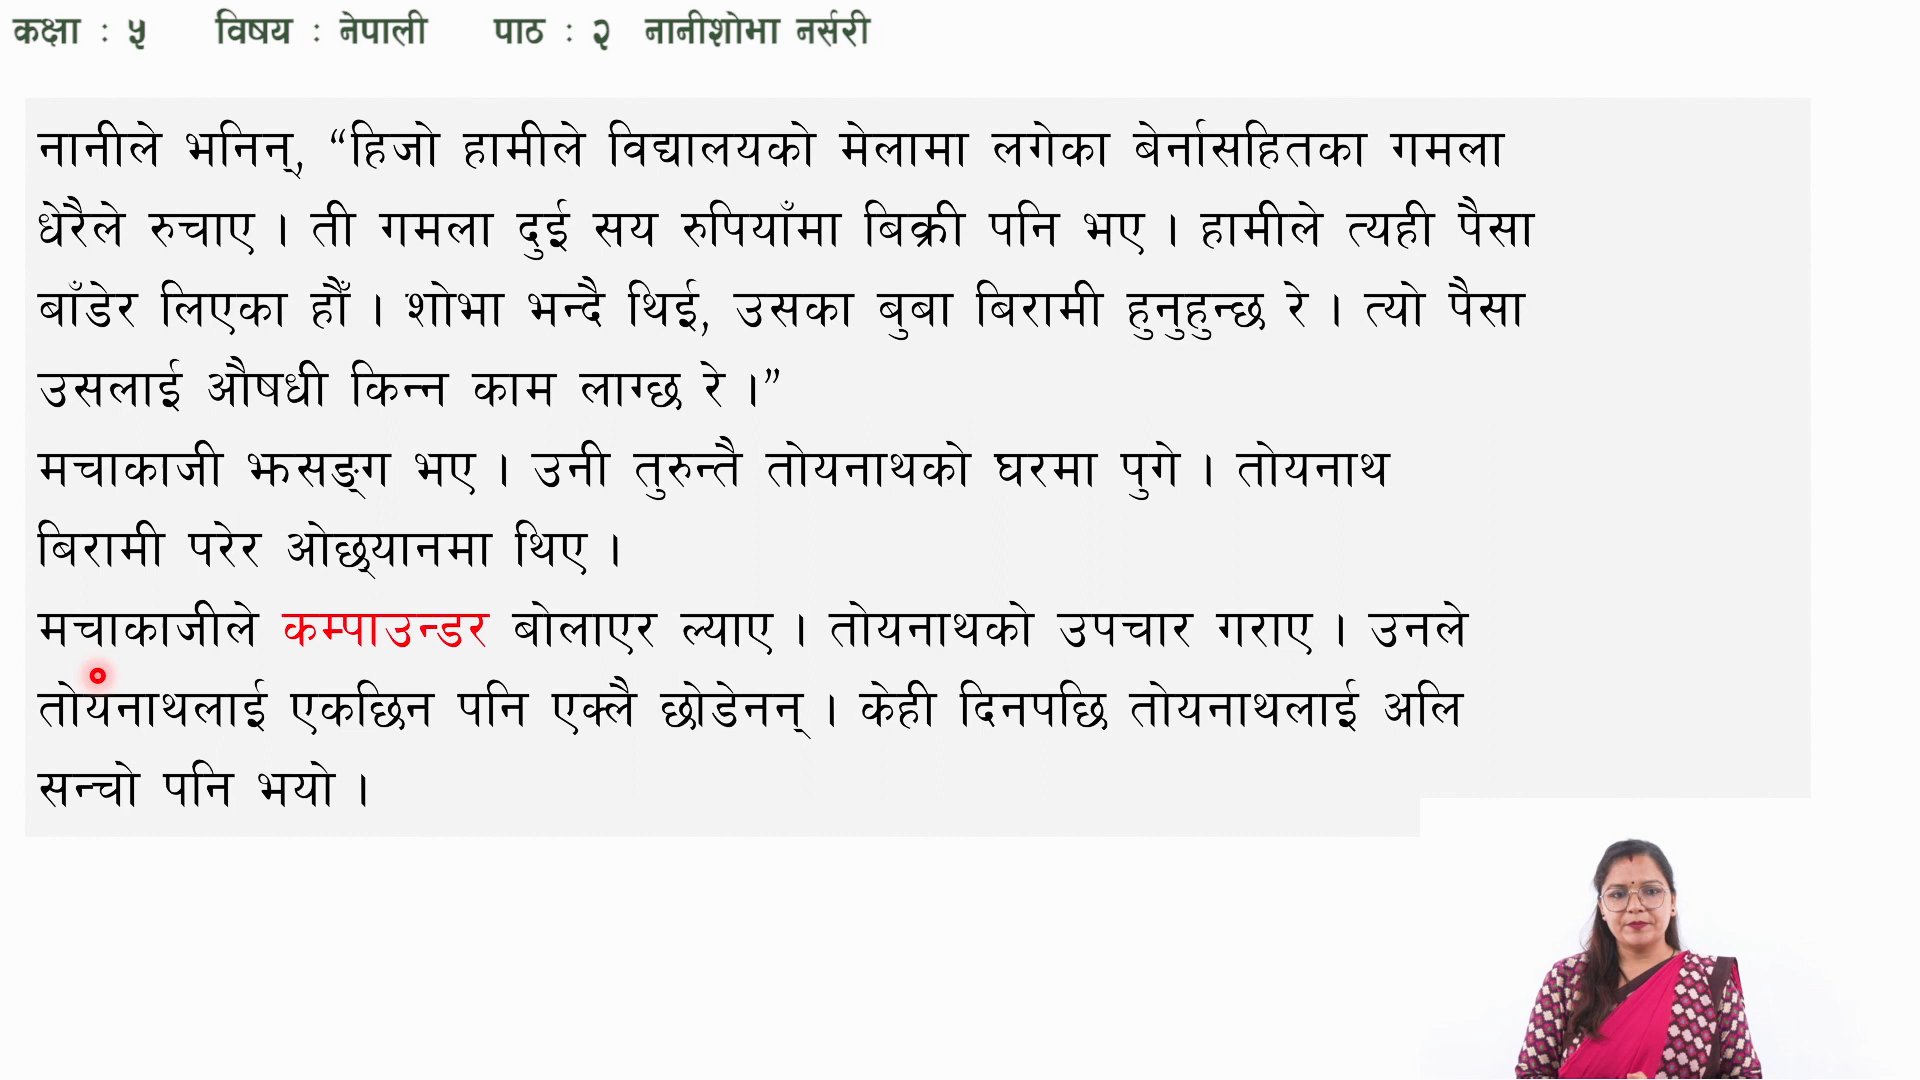 कक्षा : ५ विषय : नेपाली पाठ : २ नानीशोभा नर्सरी
नानीले भनिन्, “हिजो हामीले विद्यालयको मेलामा लगेका बेर्नासहितका गमला
धेरैले रुचाए । ती गमला दुई सय रुपियाँमा बिक्री पनि भए । हामीले त्यही पैसा
बाँडेर लिएका हौँ । शोभा भन्दै थिई, उसका बुबा बिरामी हुनुहुन्छ रे । त्यो पैसा
उसलाई औषधी किन्न काम लाग्छ रे ।”
मचाकाजी झसङ्ग भए । उनी तुरुन्तै तोयनाथको घरमा पुगे । तोयनाथ
बिरामी परेर ओछ्यानमा थिए ।
मचाकाजीले कम्पाउन्डर बोलाएर ल्याए । तोयनाथको उपचार गराए । उनले
तोयनाथलाई एकछिन पनि एक्लै छोडेनन् । केही दिनपछि तोयनाथलाई अलि
सन्चो पनि भयो ।